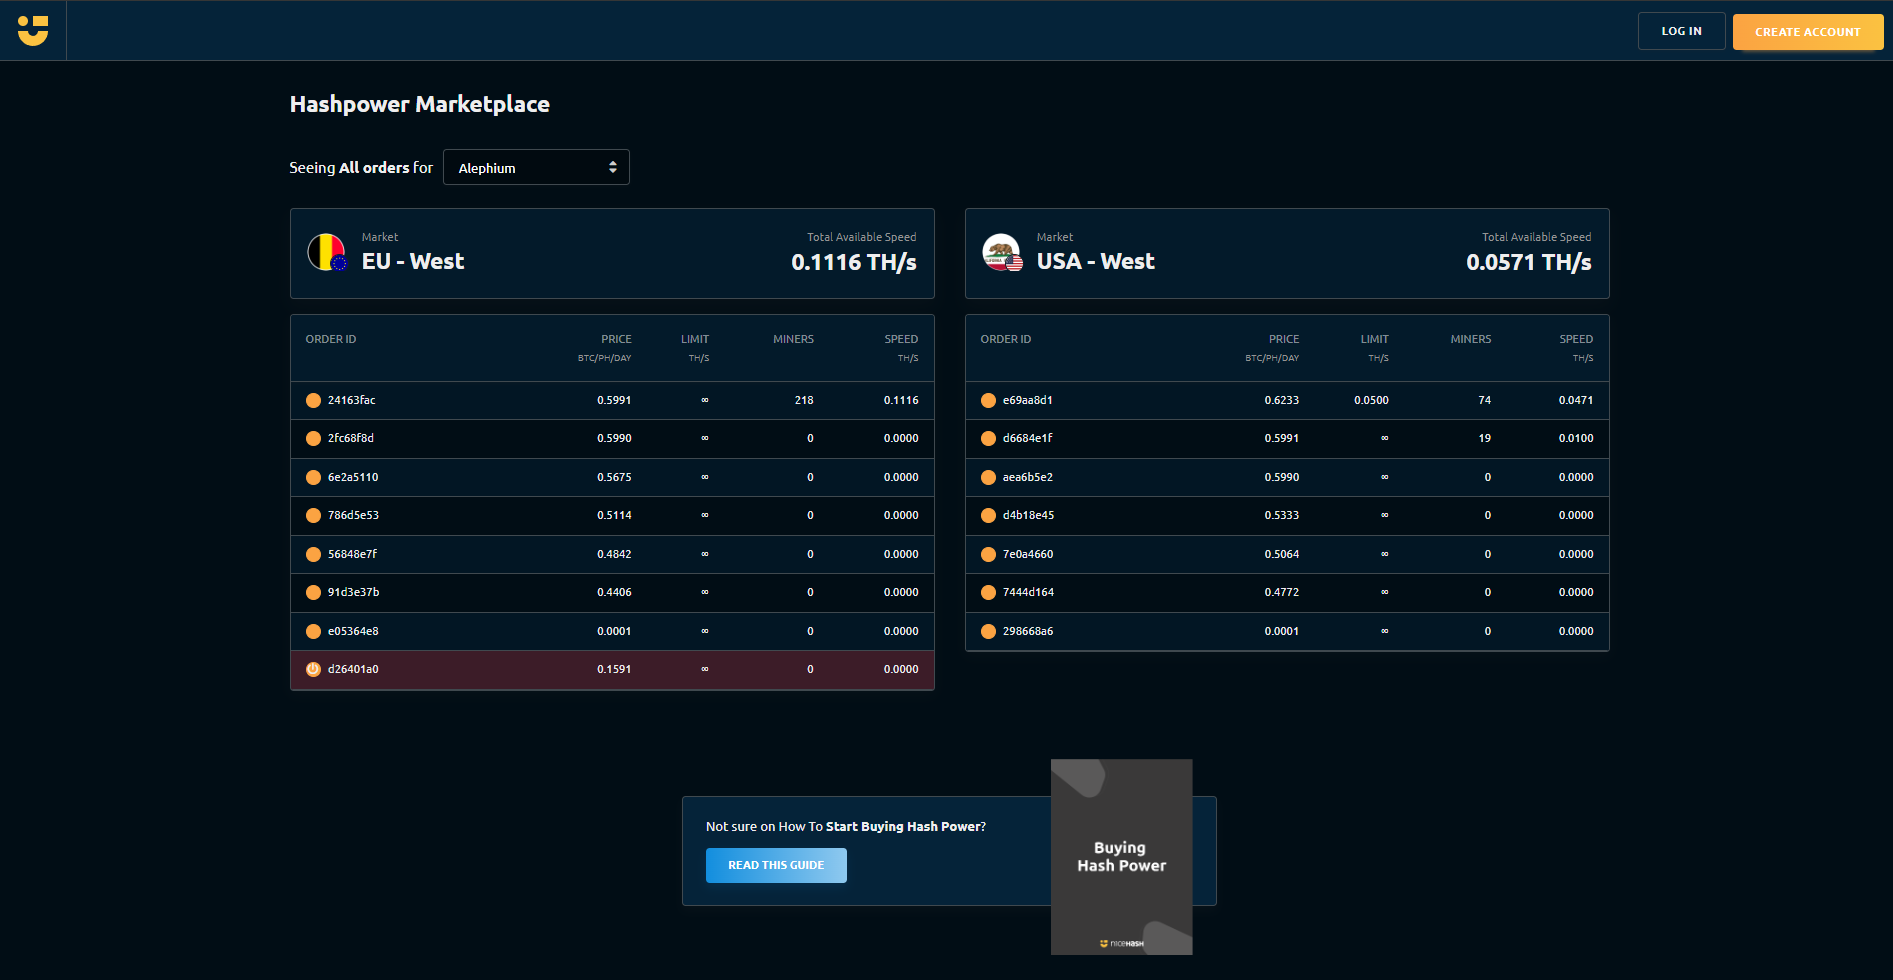 LOG IN
CREATE ACCOUNT
Hashpower Marketplace
Seeing All orders for
Alephium
Market
EU - West
Total Available Speed
0.1116 TH/s
ORDER ID PRICE LIMIT MINERS SPEED
BTC/PH/DAY TH/S TH/S
24163fac 0.5991 ∞ 218 0.1116
2fc68f8d 0.5990 ∞ 0 0.0000
6e2a5110 0.5675 ∞ 0 0.0000
786d5e53 0.5114 ∞ 0 0.0000
56848e7f 0.4842 ∞ 0 0.0000
91d3e37b 0.4406 ∞ 0 0.0000
e05364e8 0.0001 ∞ 0 0.0000
d26401a0 0.1591 ∞ 0 0.0000
Market
USA - West
Total Available Speed
0.0571 TH/s
ORDER ID PRICE LIMIT MINERS SPEED
BTC/PH/DAY TH/S TH/S
e69aa8d1 0.6233 0.0500 74 0.0471
d6684e1f 0.5991 ∞ 19 0.0100
aea6b5e2 0.5990 ∞ 0 0.0000
d4b18e45 0.5333 ∞ 0 0.0000
7e0a4660 0.5064 ∞ 0 0.0000
7444d164 0.4772 ∞ 0 0.0000
298668a6 0.0001 ∞ 0 0.0000
Not sure on How To Start Buying Hash Power?
READ THIS GUIDE
Buying
Hash Power
NICEHASH